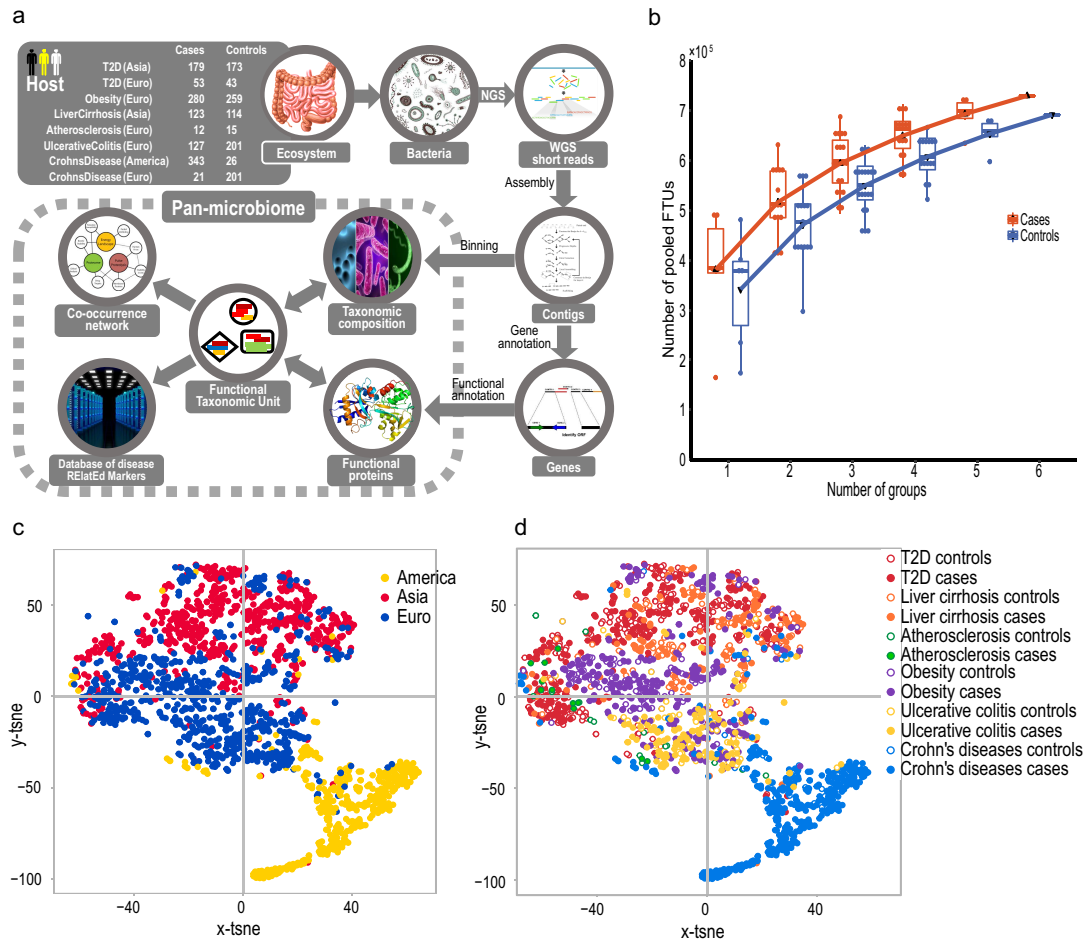 a
Host
Cases Controls
T2D (Asia) 179 173
T2D (Euro) 53 43
Obesity (Euro) 280 259
LiverCirrhosis (Asia) 123 114
Atherosclerosis (Euro) 12 15
UlcerativeColitis (Euro) 127 201
CrohnsDisease (America) 343 26
CrohnsDisease (Euro) 21 201
Ecosystem
Bacteria
NGS
WGS
short reads
Assembly
Pan-microbiome
Binning
Co-occurrence
network
Taxonomic
composition
Contigs
Gene
annotation
Functional
Taxonomic Unit
Functional
annotation
Identify ORF
Database of disease
RElatEd Markers
Functional
proteins
Genes
b
×10⁵
Number of pooled FTUs
8
7
6
5
4
3
2
1
0
1 2 3 4 5 6
Number of groups
Cases
Controls
c
America
Asia
Euro
y-tsne
50
0
−50
−100
−40 0 40
x-tsne
d
T2D controls
T2D cases
Liver cirrhosis controls
Liver cirrhosis cases
Atherosclerosis controls
Atherosclerosis cases
Obesity controls
Obesity cases
Ulcerative colitis controls
Ulcerative colitis cases
Crohn's diseases controls
Crohn's diseases cases
y-tsne
50
0
−50
−100
−40 0 40
x-tsne